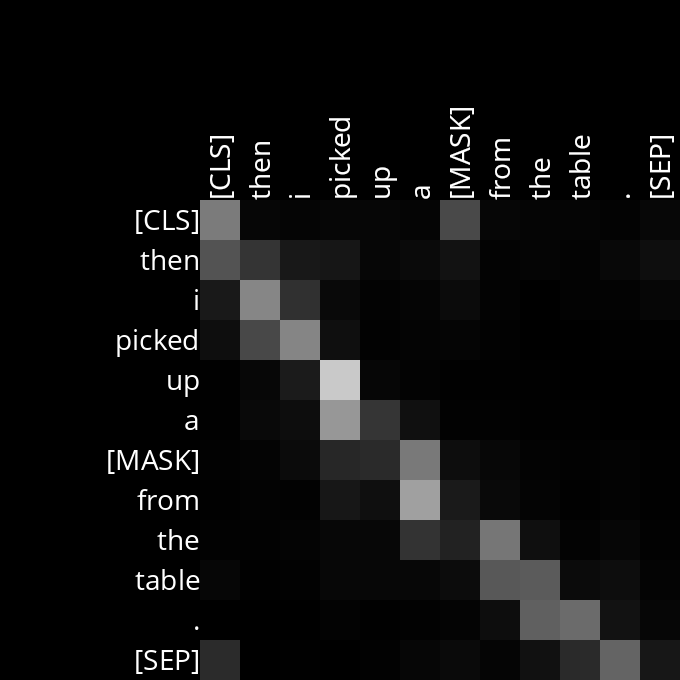 [CLS] then i picked up a [MASK] from the table . [SEP]
[CLS]
then
i
picked
up
a
[MASK]
from
the
table
.
[SEP]